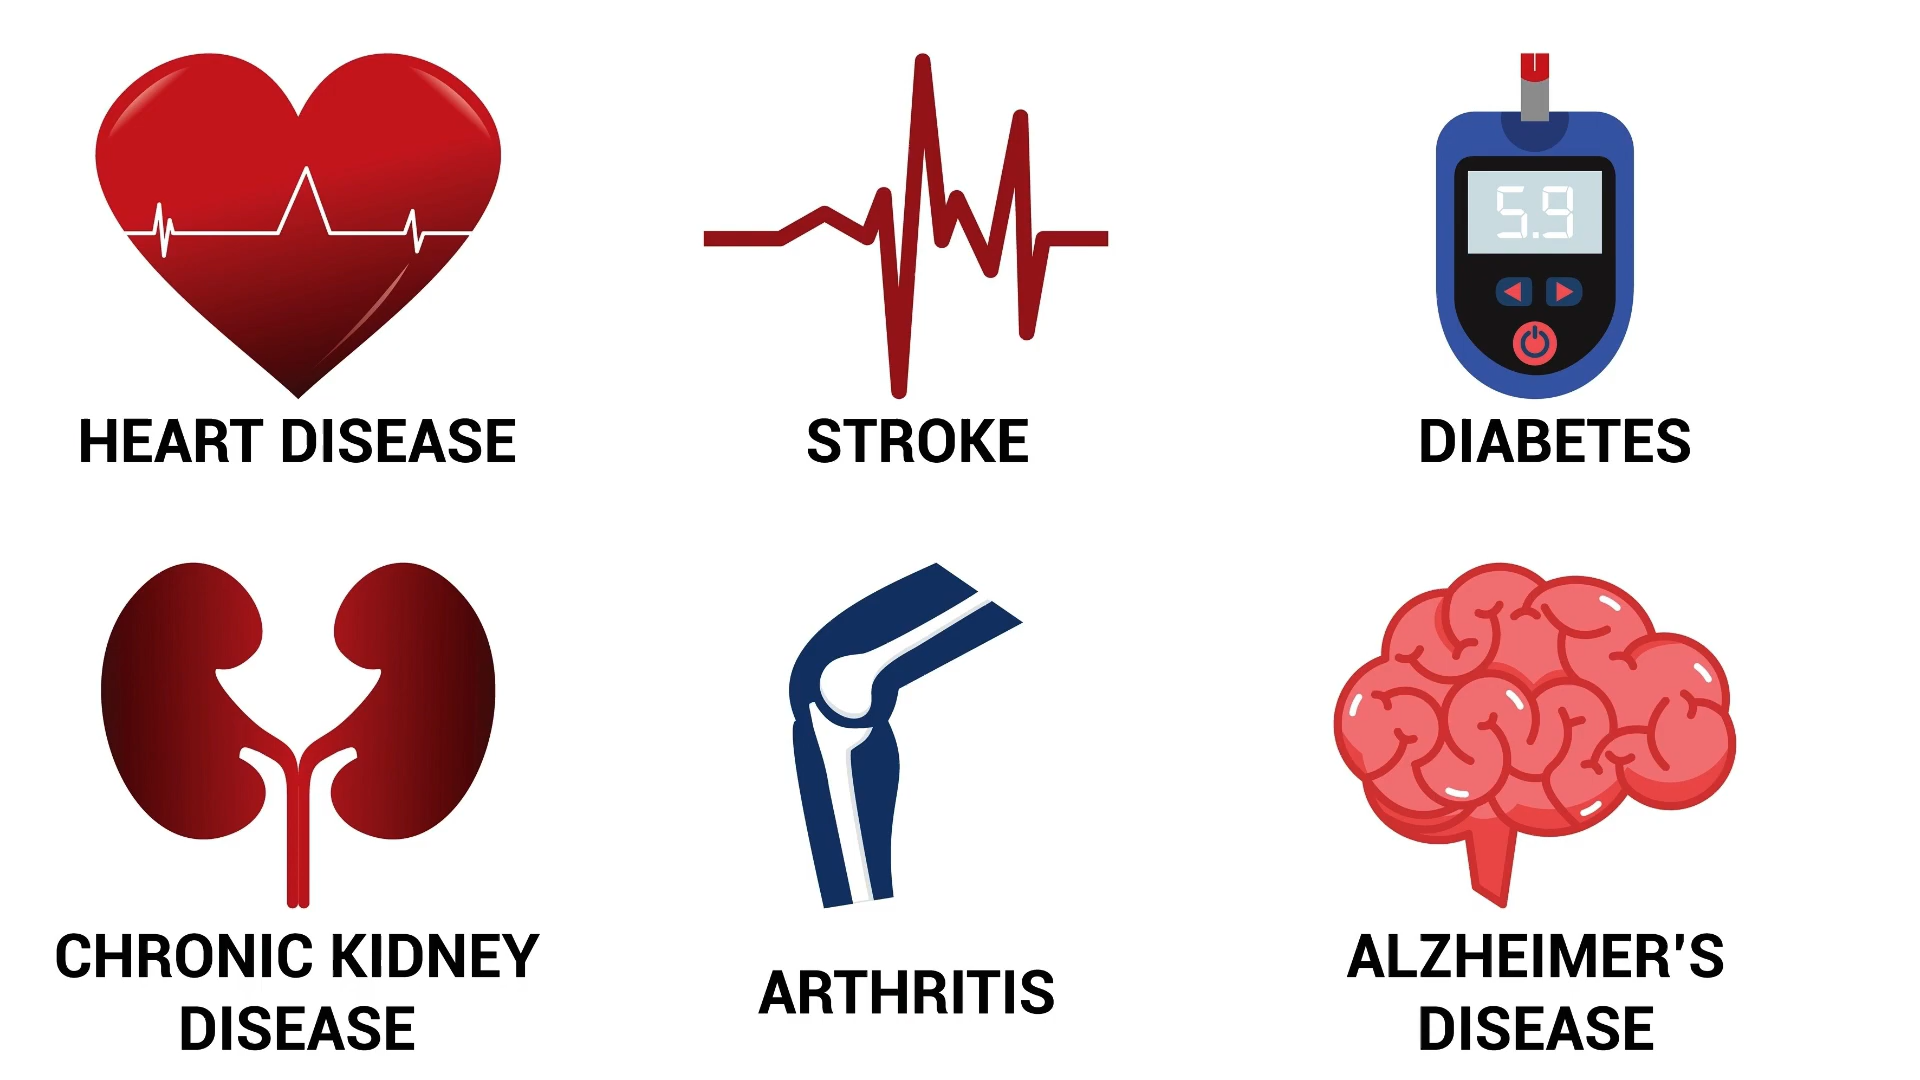 HEART DISEASE
STROKE
5.9
DIABETES
CHRONIC KIDNEY
DISEASE
ARTHRITIS
ALZHEIMER'S
DISEASE